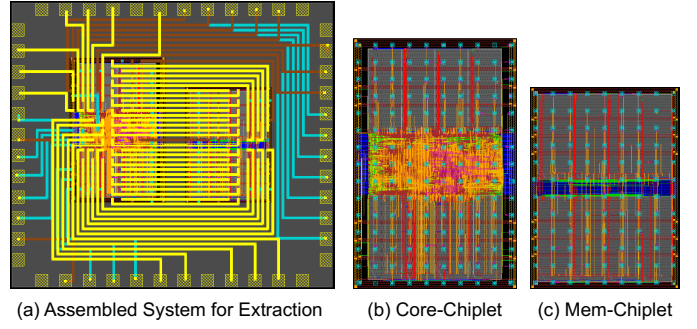 (a) Assembled System for Extraction
(b) Core-Chiplet
(c) Mem-Chiplet